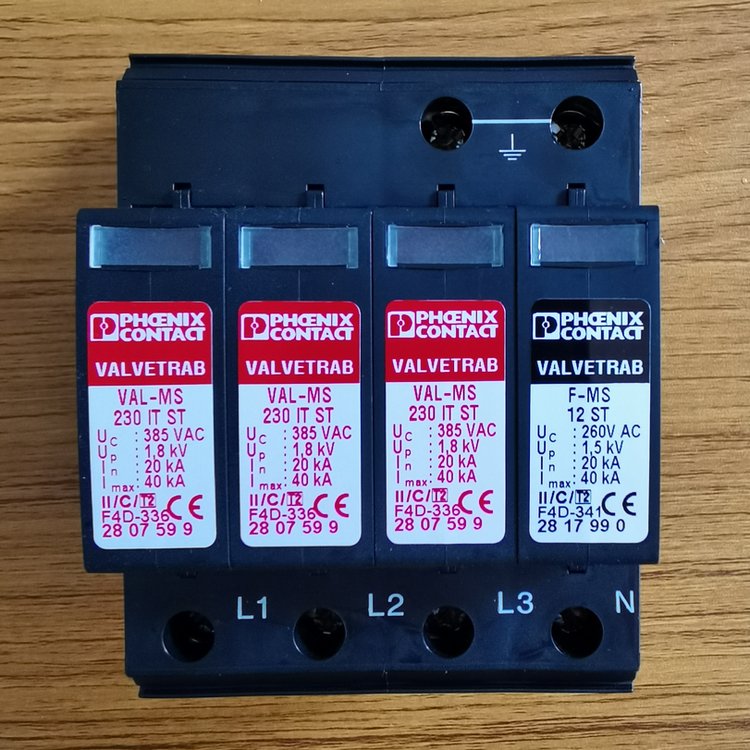 PHŒNIX
CONTACT
VALVETRAB
VAL-MS
230 IT ST
UC : 385 VAC
Up : 1,8 kV
In : 20 kA
Imax : 40 kA
II/C/T2 CE
F4D-336
28 07 59 9
PHŒNIX
CONTACT
VALVETRAB
VAL-MS
230 IT ST
UC : 385 VAC
Up : 1,8 kV
In : 20 kA
Imax : 40 kA
II/C/T2 CE
F4D-336
28 07 59 9
PHŒNIX
CONTACT
VALVETRAB
VAL-MS
230 IT ST
UC : 385 VAC
Up : 1,8 kV
In : 20 kA
Imax : 40 kA
II/C/T2 CE
F4D-336
28 07 59 9
PHŒNIX
CONTACT
VALVETRAB
F-MS
12 ST
UC : 260V AC
Up : 1,5 kV
In : 20 kA
Imax : 40 kA
II/C/T2 CE
F4D-341
28 17 99 0
L1 L2 L3 N